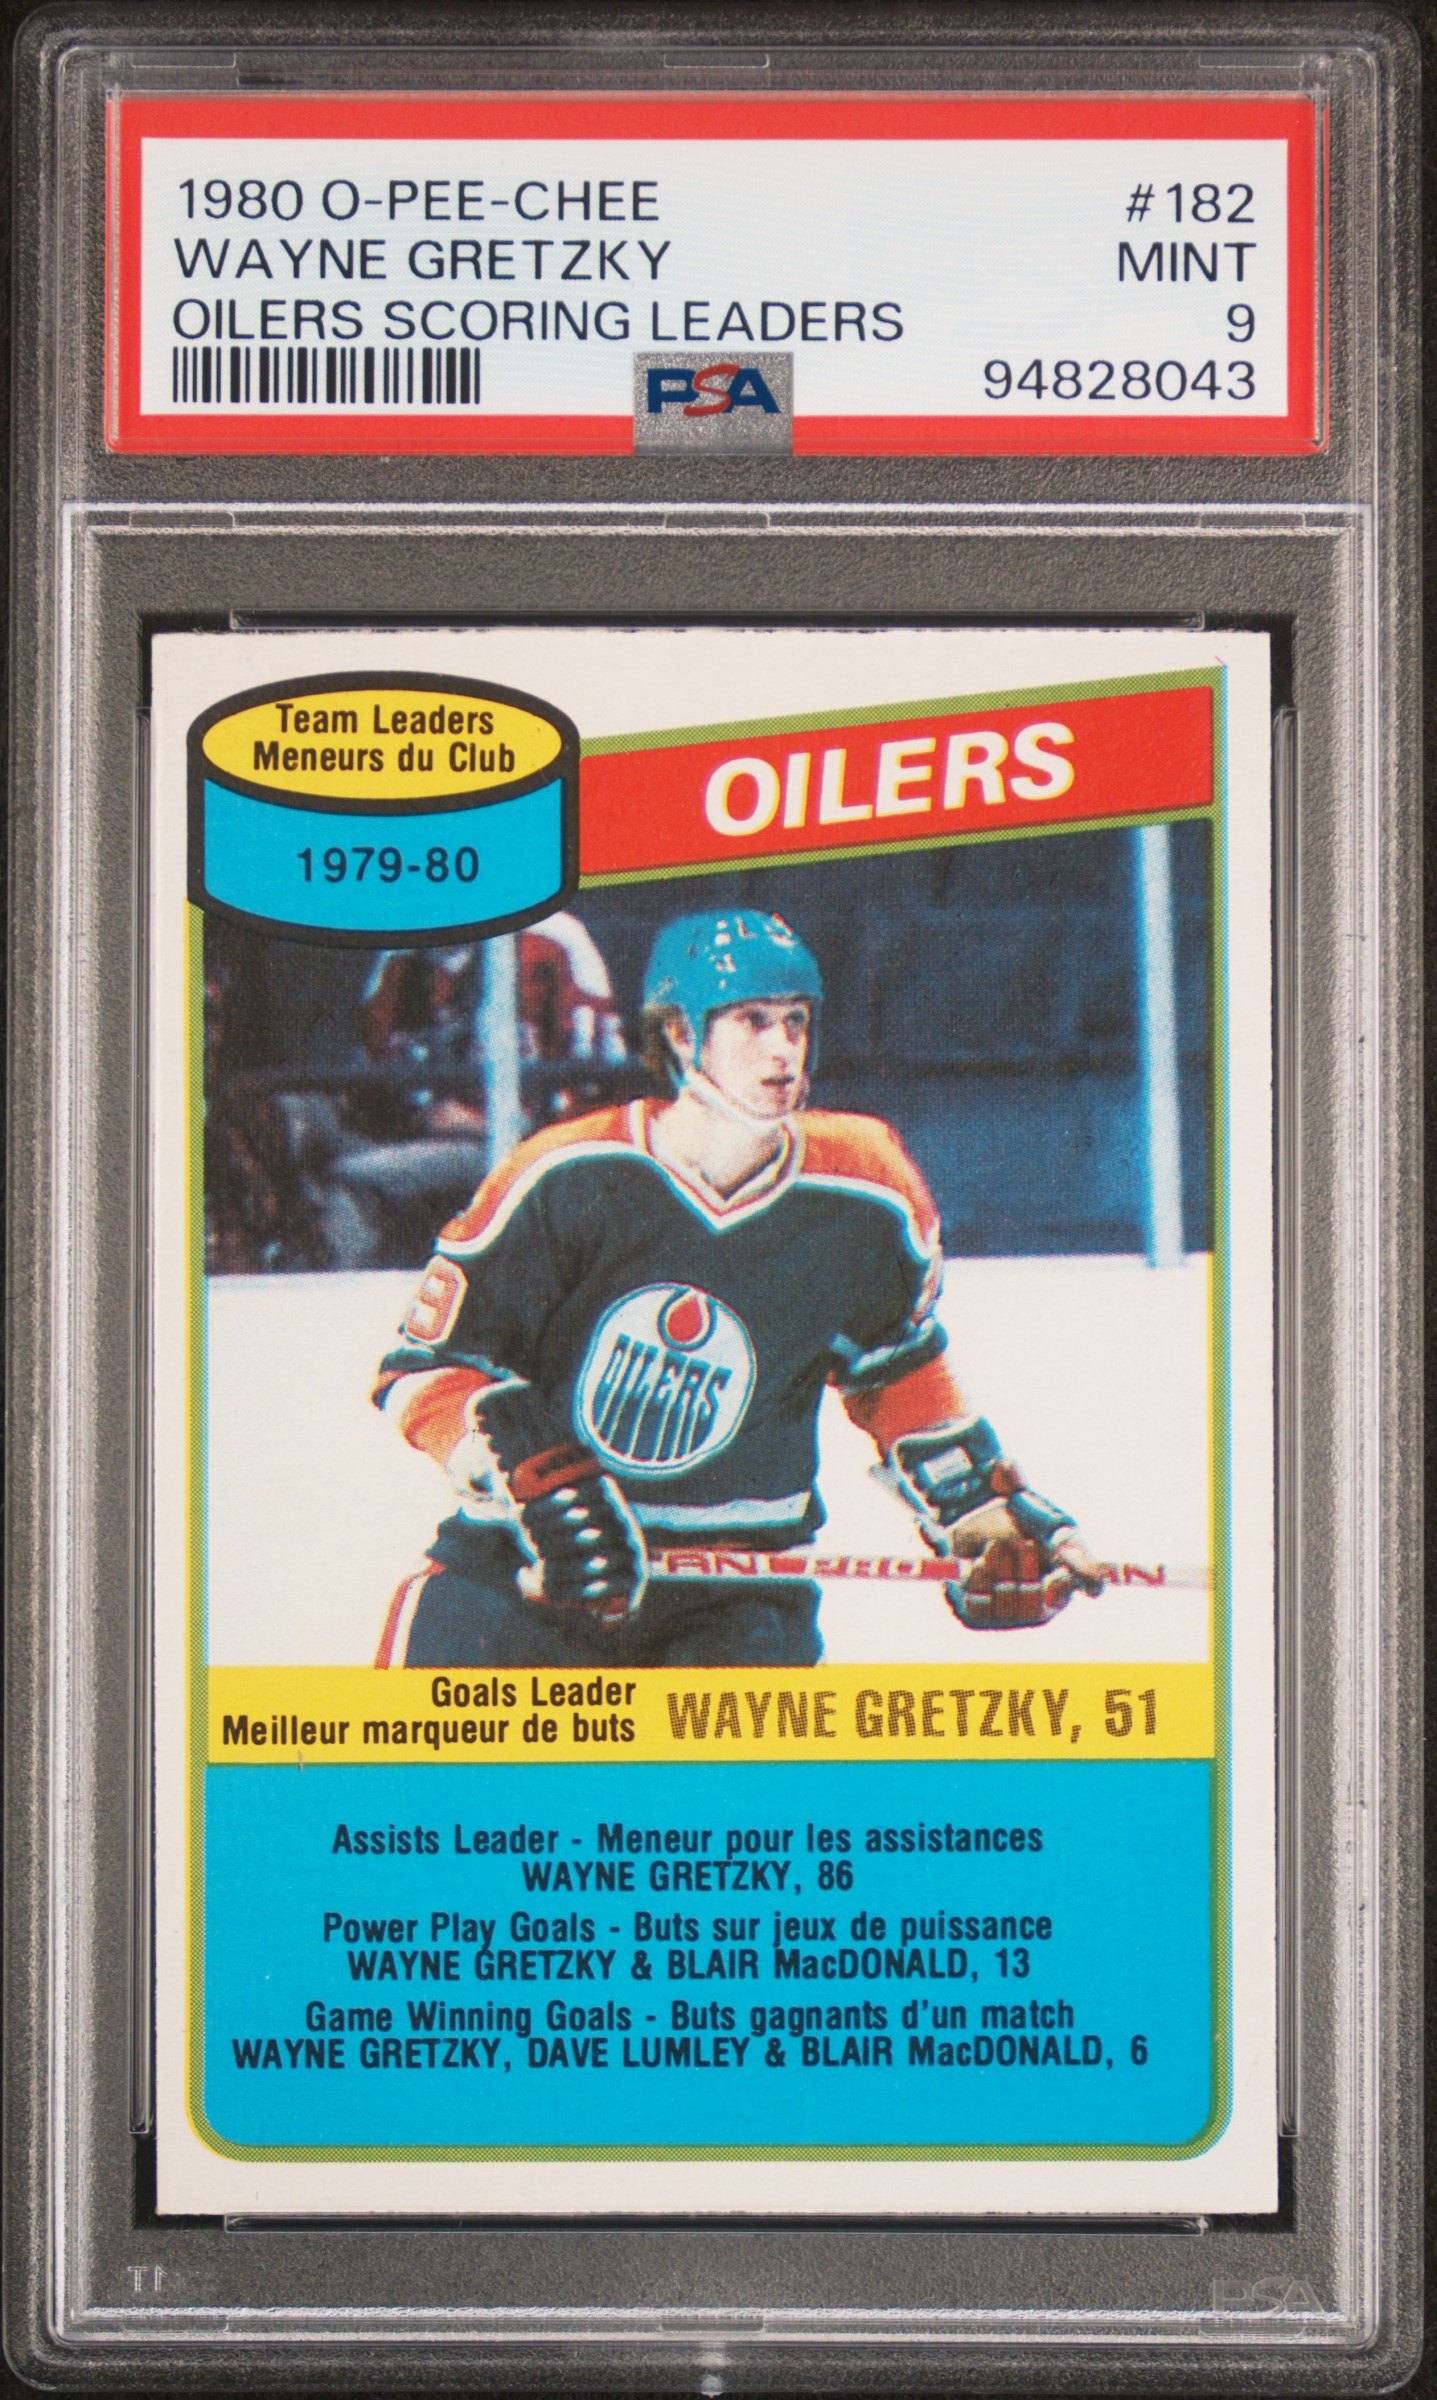 1980 O-PEE-CHEE #182
WAYNE GRETZKY MINT
OILERS SCORING LEADERS 9
PSA 94828043
Team Leaders
Meneurs du Club
1979-80
OILERS
9
OILERS
Goals Leader
Meilleur marqueur de buts
WAYNE GRETZKY, 51
Assists Leader - Meneur pour les assistances
WAYNE GRETZKY, 86
Power Play Goals - Buts sur jeux de puissance
WAYNE GRETZKY & BLAIR MacDONALD, 13
Game Winning Goals - Buts gagnants d'un match
WAYNE GRETZKY, DAVE LUMLEY & BLAIR MacDONALD, 6
PSA